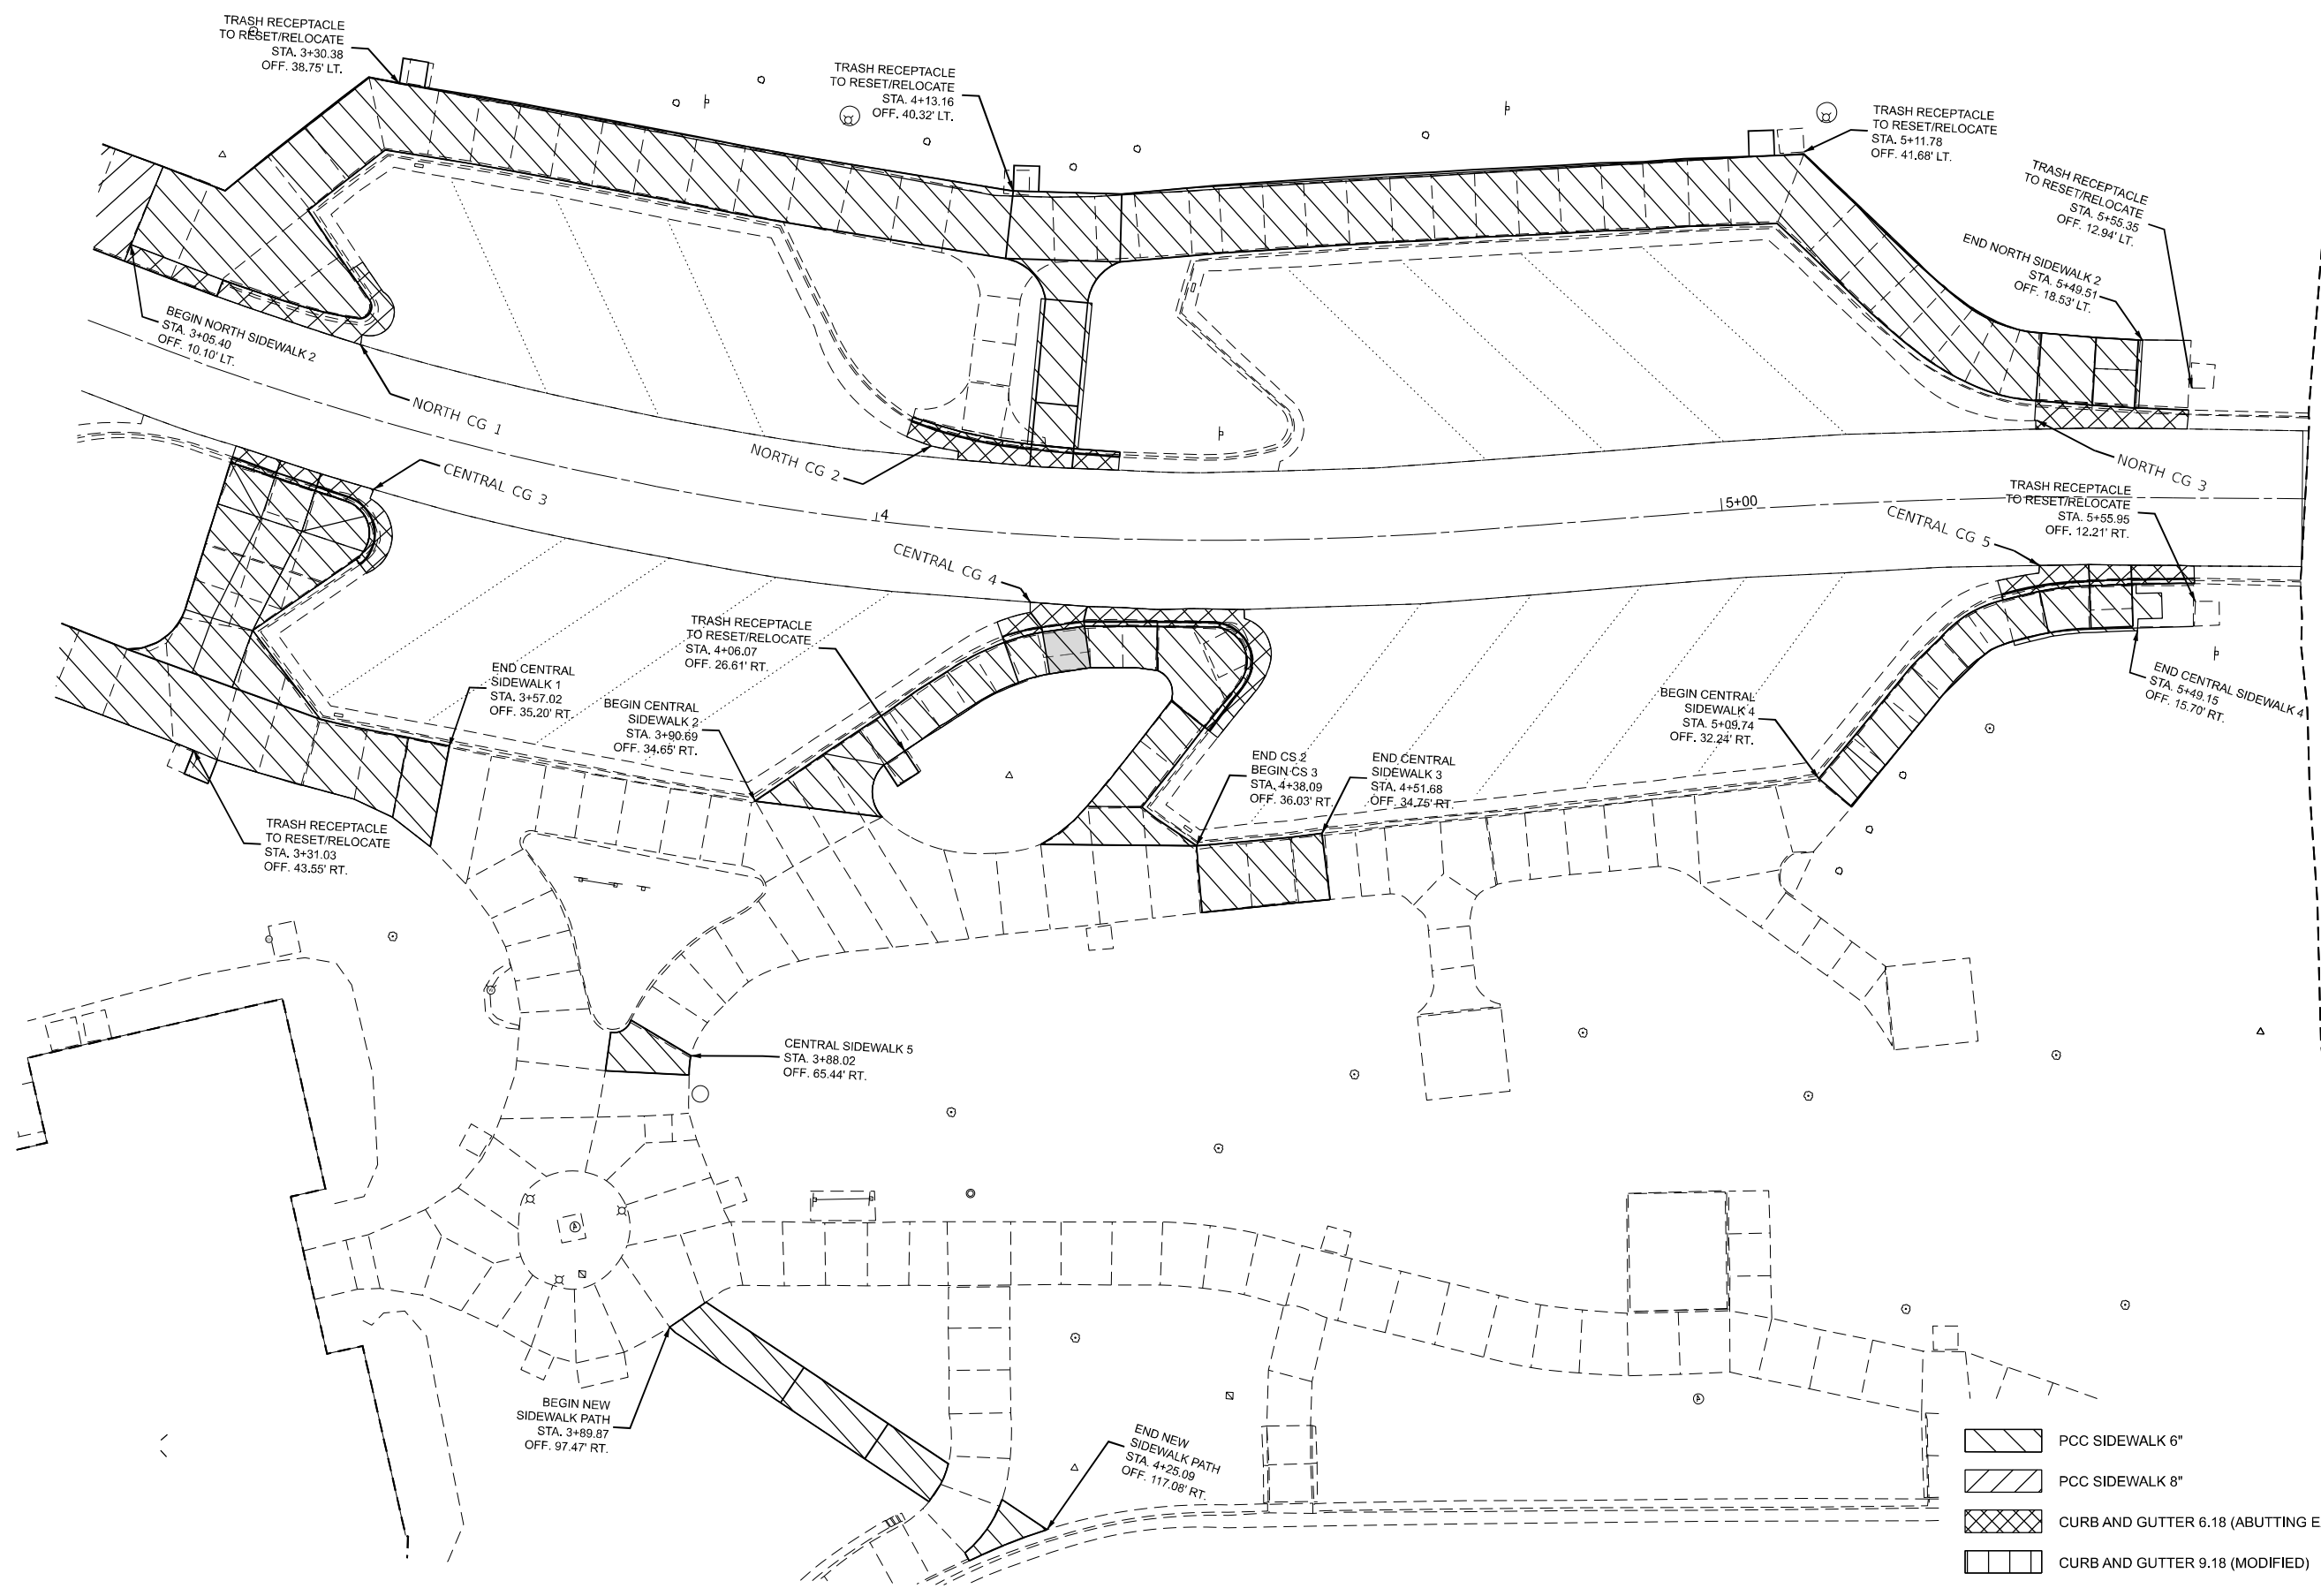 TRASH RECEPTACLE
TO RESET/RELOCATE
STA. 3+30.38
OFF. 38.75' LT.
TRASH RECEPTACLE
TO RESET/RELOCATE
STA. 4+13.16
OFF. 40.32' LT.
TRASH RECEPTACLE
TO RESET/RELOCATE
STA. 5+11.78
OFF. 41.68' LT.
TRASH RECEPTACLE
TO RESET/RELOCATE
STA. 5+55.35
OFF. 12.94' LT.
END NORTH SIDEWALK 2
STA. 5+49.51
OFF. 18.53' LT.
BEGIN NORTH SIDEWALK 2
STA. 3+05.40
OFF. 10.10' LT.
NORTH CG 1
NORTH CG 2
NORTH CG 3
CENTRAL CG 3
4
5+00
TRASH RECEPTACLE
TO RESET/RELOCATE
STA. 5+55.95
OFF. 12.21' RT.
CENTRAL CG 4
CENTRAL CG 5
TRASH RECEPTACLE
TO RESET/RELOCATE
STA. 4+06.07
OFF. 26.61' RT.
END CENTRAL
SIDEWALK 1
STA. 3+57.02
OFF. 35.20' RT.
BEGIN CENTRAL
SIDEWALK 2
STA. 3+90.69
OFF. 34.65' RT.
BEGIN CENTRAL
SIDEWALK 4
STA. 5+09.74
OFF. 32.24' RT.
END CENTRAL SIDEWALK 4
STA. 5+49.15
OFF. 15.70' RT.
END CS 2
BEGIN CS 3
STA. 4+38.09
OFF. 36.03' RT.
END CENTRAL
SIDEWALK 3
STA. 4+51.68
OFF. 34.75' RT.
TRASH RECEPTACLE
TO RESET/RELOCATE
STA. 3+31.03
OFF. 43.55' RT.
CENTRAL SIDEWALK 5
STA. 3+88.02
OFF. 65.44' RT.
BEGIN NEW
SIDEWALK PATH
STA. 3+89.87
OFF. 97.47' RT.
END NEW
SIDEWALK PATH
STA. 4+25.09
OFF. 117.08' RT.
PCC SIDEWALK 6"
PCC SIDEWALK 8"
CURB AND GUTTER 6.18 (ABUTTING E
CURB AND GUTTER 9.18 (MODIFIED)